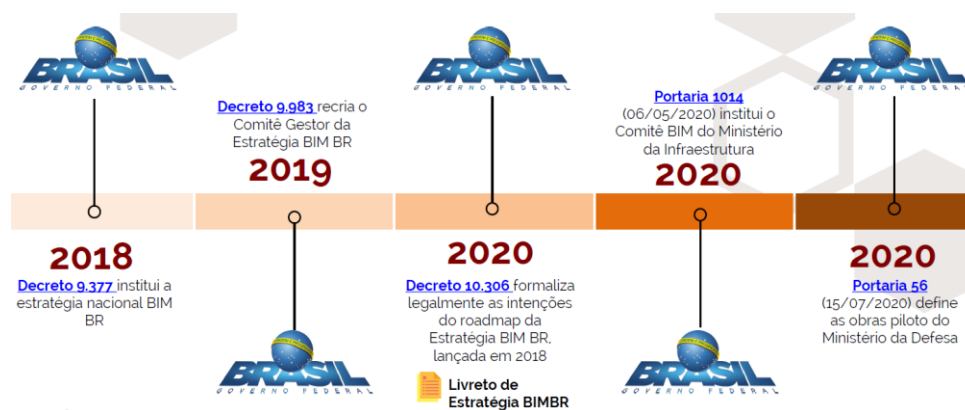 BRASIL
GOVERNO FEDERAL
2018
Decreto 9.377 institui a
estratégia nacional BIM
BR
Decreto 9.983 recria o
Comitê Gestor da
Estratégia BIM BR
2019
BRASIL
GOVERNO FEDERAL
BRASIL
GOVERNO FEDERAL
2020
Decreto 10.306 formaliza
legalmente as intenções
do roadmap da
Estratégia BIM BR,
lançada em 2018
Livreto de
Estratégia BIMBR
Portaria 1014
(06/05/2020) institui o
Comitê BIM do Ministério
da Infraestrutura
2020
BRASIL
GOVERNO FEDERAL
BRASIL
GOVERNO FEDERAL
2020
Portaria 56
(15/07/2020) define
as obras piloto do
Ministério da Defesa